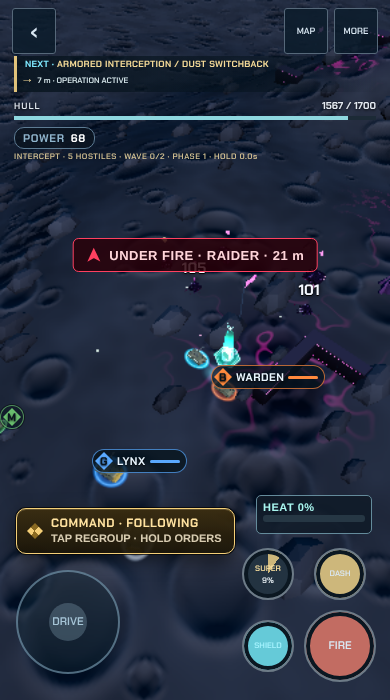 ‹
MAP
MORE
NEXT · ARMORED INTERCEPTION / DUST SWITCHBACK
→ 7 m · OPERATION ACTIVE
HULL
1567 / 1700
POWER 68
INTERCEPT · 5 HOSTILES · WAVE 0/2 · PHASE 1 · HOLD 0.0s
UNDER FIRE · RAIDER · 21 m
105
101
WARDEN
M
G LYNX
COMMAND · FOLLOWING
TAP REGROUP · HOLD ORDERS
HEAT 0%
SUPER
9%
DASH
DRIVE
SHIELD
FIRE